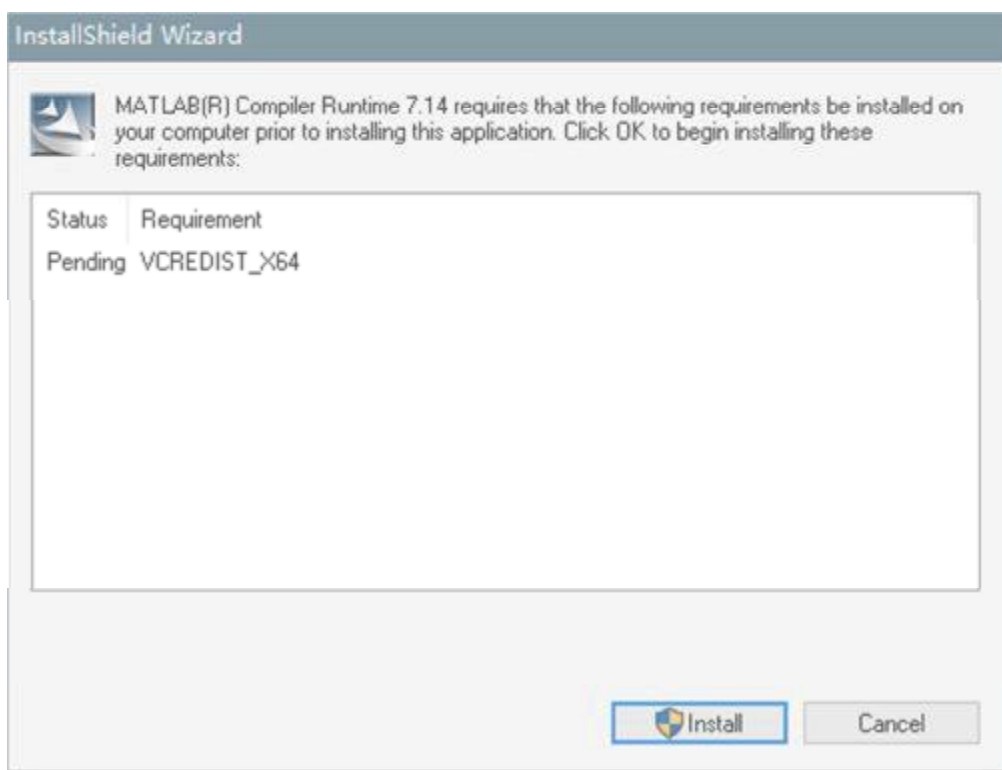 InstallShield Wizard
MATLAB(R) Compiler Runtime 7.14 requires that the following requirements be installed on
your computer prior to installing this application. Click OK to begin installing these
requirements:
Status Requirement
Pending VCREDIST_X64
Install Cancel